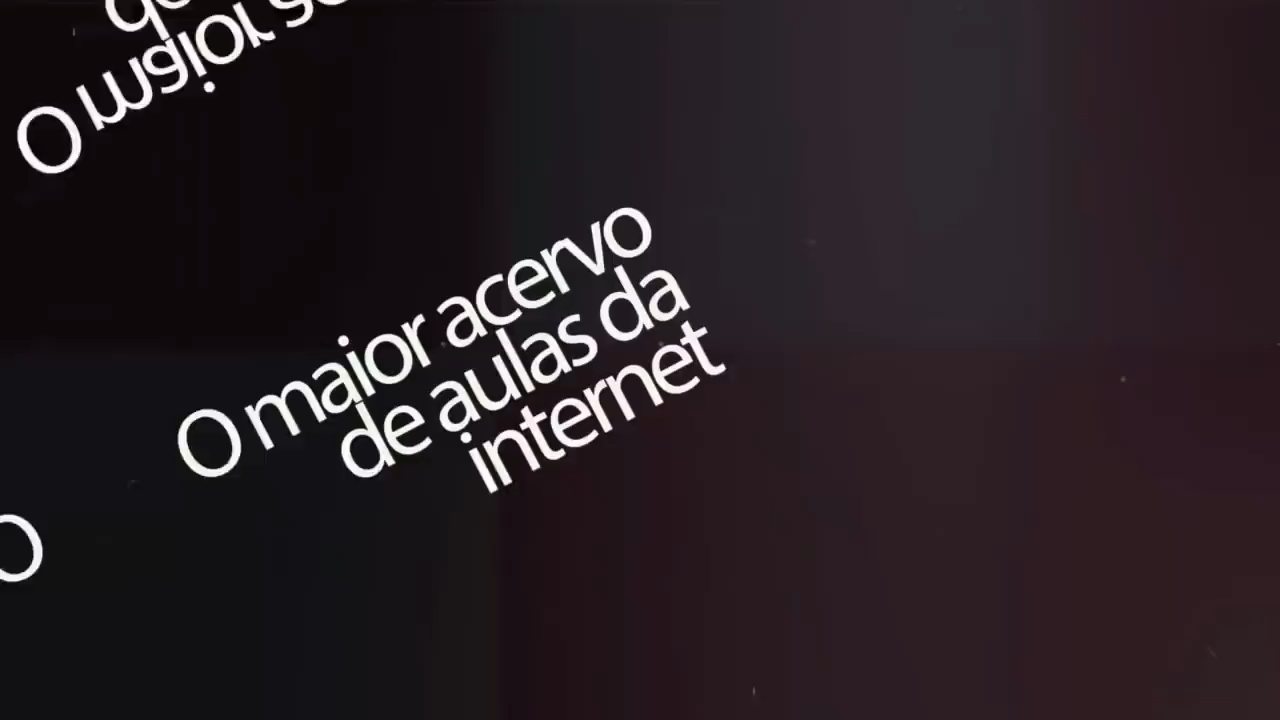 O maior
O maior acervo
de aulas da
internet
O